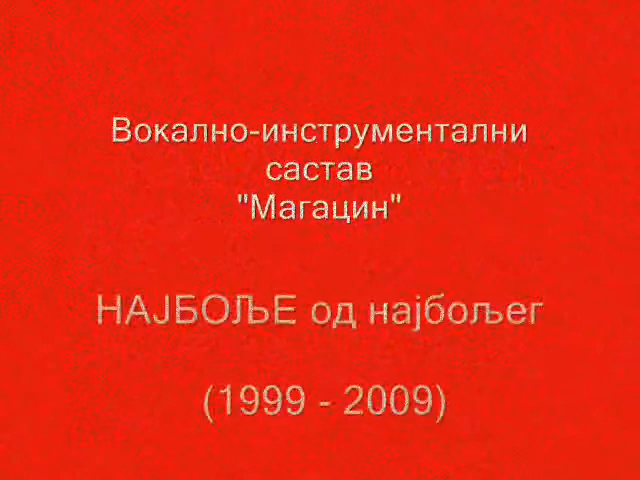 Вокално-инструментални
састав
"Магацин"
НАЈБОЉЕ од најбољег
(1999 - 2009)